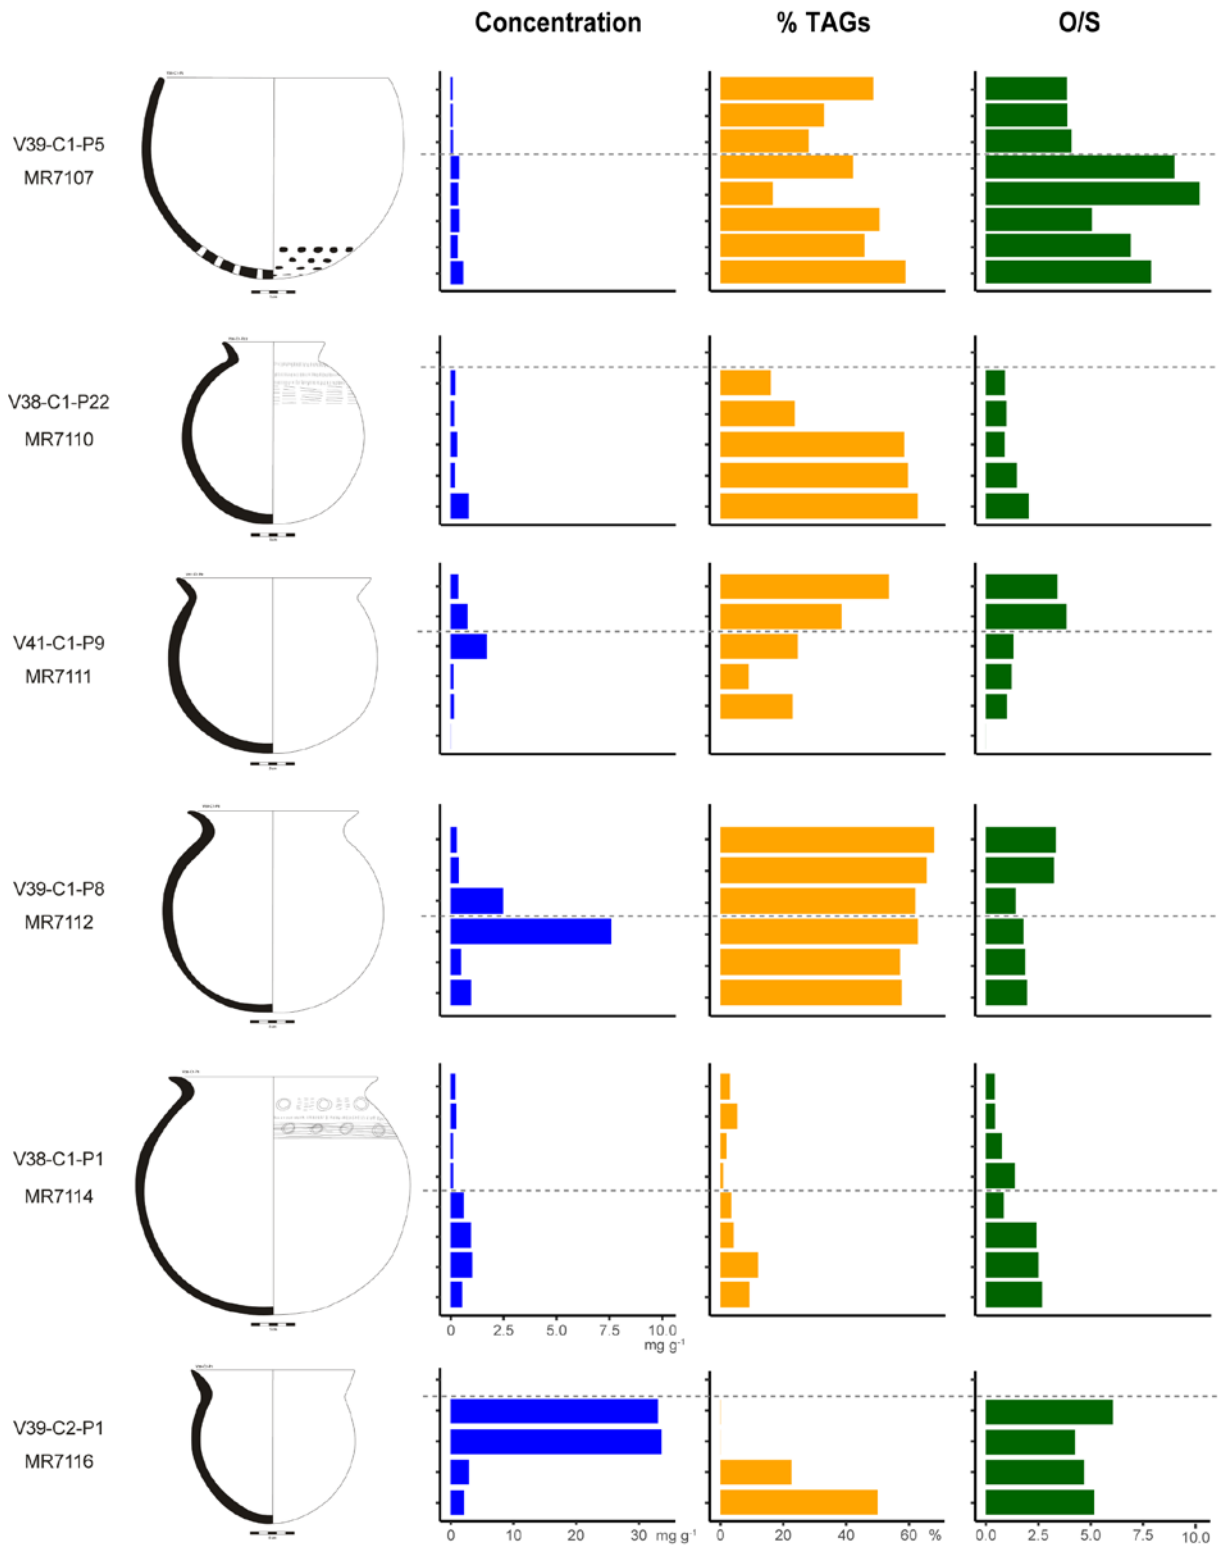 Concentration % TAGs O/S
V39-C1-P5
MR7107
V38-C1-P22
MR7110
V41-C1-P9
MR7111
V39-C1-P8
MR7112
V38-C1-P1
MR7114
0 2.5 5.0 7.5 10.0
mg g⁻¹
V39-C2-P1
MR7116
0 10 20 30 mg g⁻¹ 0 20 40 60 % 0.0 2.5 5.0 7.5 10.0